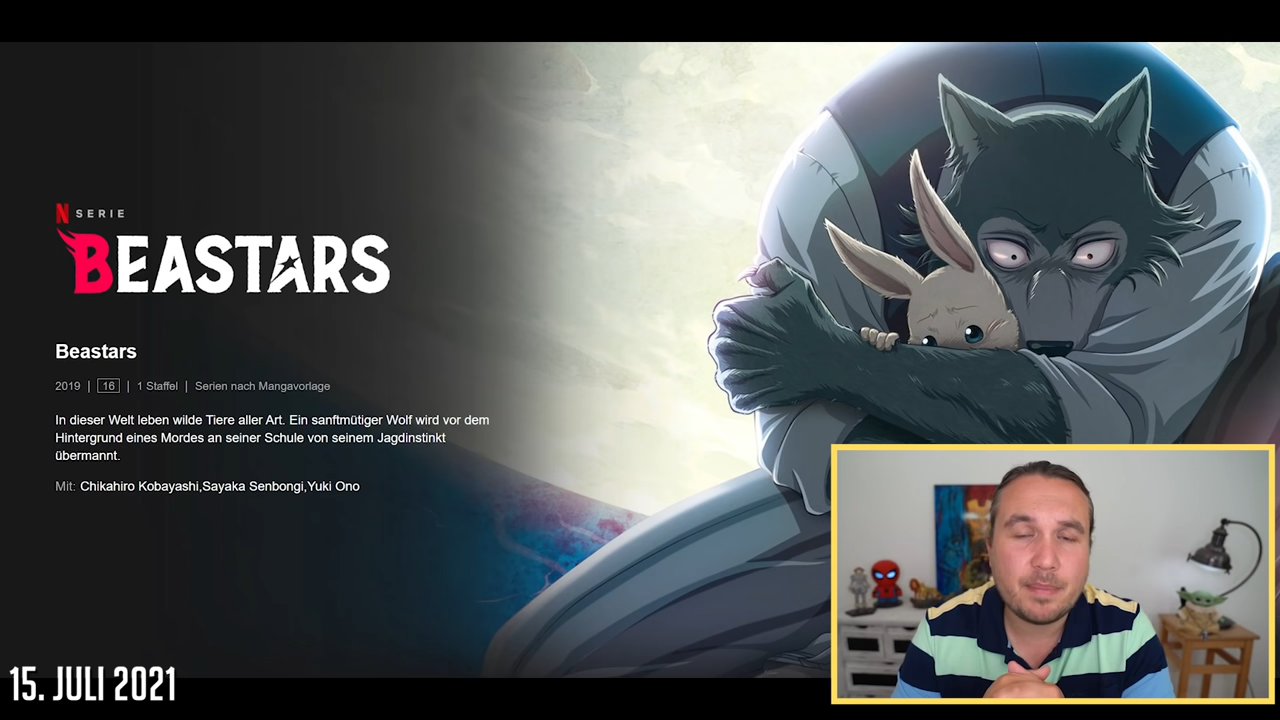 N SERIE
BEASTARS
Beastars
2019 | 16 | 1 Staffel | Serien nach Mangavorlage
In dieser Welt leben wilde Tiere aller Art. Ein sanftmütiger Wolf wird vor dem
Hintergrund eines Mordes an seiner Schule von seinem Jagdinstinkt
übermannt.
Mit: Chikahiro Kobayashi,Sayaka Senbongi,Yuki Ono
15. JULI 2021